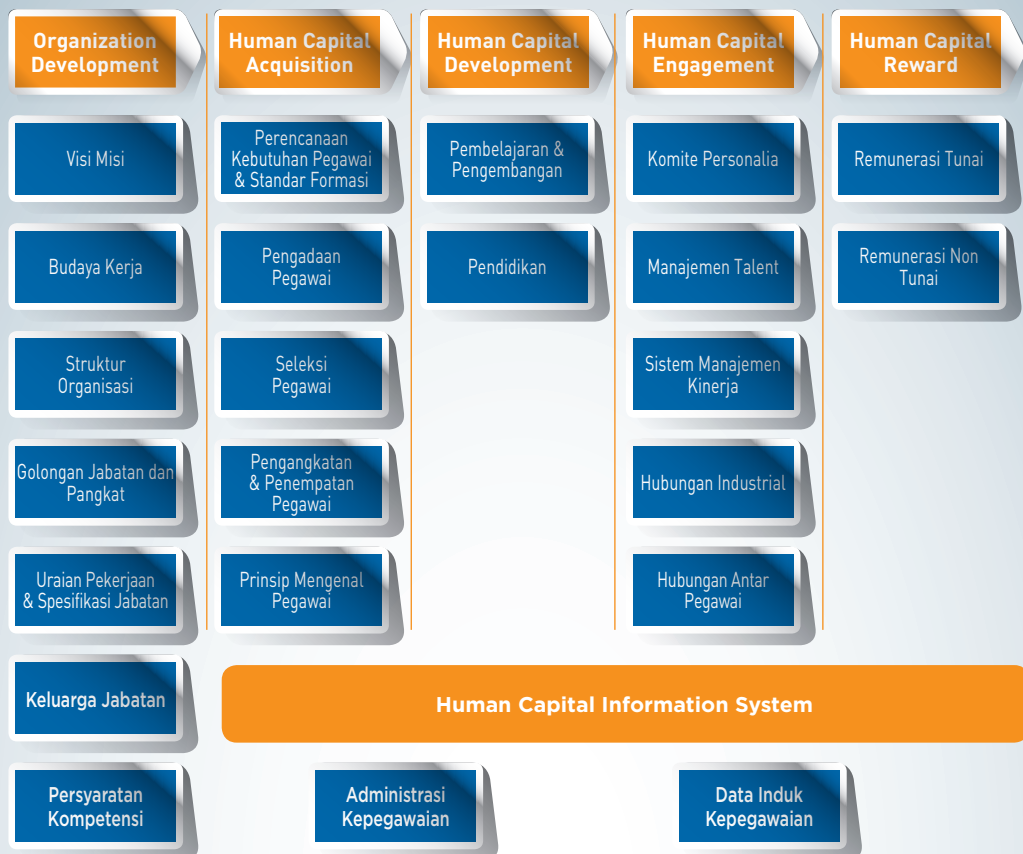 Organization
Development
Human Capital
Acquisition
Human Capital
Development
Human Capital
Engagement
Human Capital
Reward
Visi Misi
Budaya Kerja
Struktur
Organisasi
Golongan Jabatan dan
Pangkat
Uraian Pekerjaan
& Spesifikasi Jabatan
Keluarga Jabatan
Persyaratan
Kompetensi
Perencanaan
Kebutuhan Pegawai
& Standar Formasi
Pengadaan
Pegawai
Seleksi
Pegawai
Pengangkatan
& Penempatan
Pegawai
Prinsip Mengenal
Pegawai
Pembelajaran &
Pengembangan
Pendidikan
Komite Personalia
Manajemen Talent
Sistem Manajemen
Kinerja
Hubungan Industrial
Hubungan Antar
Pegawai
Remunerasi Tunai
Remunerasi Non
Tunai
Human Capital Information System
Administrasi
Kepegawaian
Data Induk
Kepegawaian